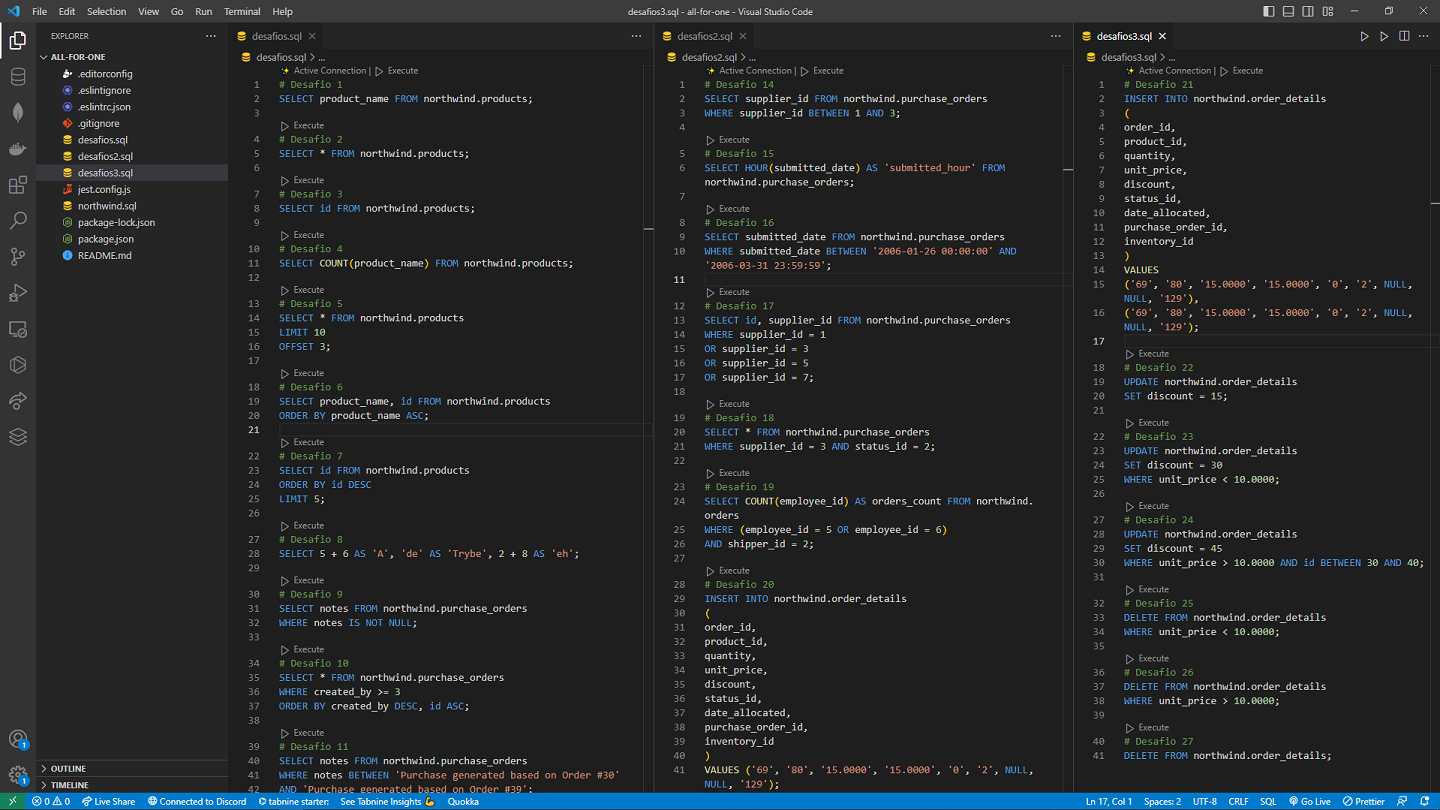 File Edit Selection View Go Run Terminal Help
desafios3.sql - all-for-one - Visual Studio Code
EXPLORER
ALL-FOR-ONE
.editorconfig
.eslintignore
.eslintrc.json
.gitignore
desafios.sql
desafios2.sql
desafios3.sql
jest.config.js
northwind.sql
package-lock.json
package.json
README.md
OUTLINE
TIMELINE
desafios.sql
desafios.sql > ...
Active Connection | Execute
1 # Desafio 1
2 SELECT product_name FROM northwind.products;
3
Execute
4 # Desafio 2
5 SELECT * FROM northwind.products;
6
Execute
7 # Desafio 3
8 SELECT id FROM northwind.products;
9
Execute
10 # Desafio 4
11 SELECT COUNT(product_name) FROM northwind.products;
12
Execute
13 # Desafio 5
14 SELECT * FROM northwind.products
15 LIMIT 10
16 OFFSET 3;
17
Execute
18 # Desafio 6
19 SELECT product_name, id FROM northwind.products
20 ORDER BY product_name ASC;
21
Execute
22 # Desafio 7
23 SELECT id FROM northwind.products
24 ORDER BY id DESC
25 LIMIT 5;
26
Execute
27 # Desafio 8
28 SELECT 5 + 6 AS 'A', 'de' AS 'Trybe', 2 + 8 AS 'eh';
29
Execute
30 # Desafio 9
31 SELECT notes FROM northwind.purchase_orders
32 WHERE notes IS NOT NULL;
33
Execute
34 # Desafio 10
35 SELECT * FROM northwind.purchase_orders
36 WHERE created_by >= 3
37 ORDER BY created_by DESC, id ASC;
38
Execute
39 # Desafio 11
40 SELECT notes FROM northwind.purchase_orders
41 WHERE notes BETWEEN 'Purchase generated based on Order #30'
42 AND 'Purchase generated based on Order #39';
desafios2.sql
desafios2.sql > ...
Active Connection | Execute
1 # Desafio 14
2 SELECT supplier_id FROM northwind.purchase_orders
3 WHERE supplier_id BETWEEN 1 AND 3;
4
Execute
5 # Desafio 15
6 SELECT HOUR(submitted_date) AS 'submitted_hour' FROM
northwind.purchase_orders;
7
Execute
8 # Desafio 16
9 SELECT submitted_date FROM northwind.purchase_orders
10 WHERE submitted_date BETWEEN '2006-01-26 00:00:00' AND
'2006-03-31 23:59:59';
11
Execute
12 # Desafio 17
13 SELECT id, supplier_id FROM northwind.purchase_orders
14 WHERE supplier_id = 1
15 OR supplier_id = 3
16 OR supplier_id = 5
17 OR supplier_id = 7;
18
Execute
19 # Desafio 18
20 SELECT * FROM northwind.purchase_orders
21 WHERE supplier_id = 3 AND status_id = 2;
22
Execute
23 # Desafio 19
24 SELECT COUNT(employee_id) AS orders_count FROM northwind.
orders
25 WHERE (employee_id = 5 OR employee_id = 6)
26 AND shipper_id = 2;
27
Execute
28 # Desafio 20
29 INSERT INTO northwind.order_details
30 (
31 order_id,
32 product_id,
33 quantity,
34 unit_price,
35 discount,
36 status_id,
37 date_allocated,
38 purchase_order_id,
39 inventory_id
40 )
41 VALUES ('69', '80', '15.0000', '15.0000', '0', '2', NULL,
NULL, '129');
desafios3.sql
desafios3.sql > ...
Active Connection | Execute
1 # Desafio 21
2 INSERT INTO northwind.order_details
3 (
4 order_id,
5 product_id,
6 quantity,
7 unit_price,
8 discount,
9 status_id,
10 date_allocated,
11 purchase_order_id,
12 inventory_id
13 )
14 VALUES
15 ('69', '80', '15.0000', '15.0000', '0', '2', NULL,
NULL, '129'),
16 ('69', '80', '15.0000', '15.0000', '0', '2', NULL,
NULL, '129');
17
Execute
18 # Desafio 22
19 UPDATE northwind.order_details
20 SET discount = 15;
21
Execute
22 # Desafio 23
23 UPDATE northwind.order_details
24 SET discount = 30
25 WHERE unit_price < 10.0000;
26
Execute
27 # Desafio 24
28 UPDATE northwind.order_details
29 SET discount = 45
30 WHERE unit_price > 10.0000 AND id BETWEEN 30 AND 40;
31
Execute
32 # Desafio 25
33 DELETE FROM northwind.order_details
34 WHERE unit_price < 10.0000;
35
Execute
36 # Desafio 26
37 DELETE FROM northwind.order_details
38 WHERE unit_price > 10.0000;
39
Execute
40 # Desafio 27
41 DELETE FROM northwind.order_details;
1
1
0 0 Live Share Connected to Discord tabnine starter: See Tabnine Insights Quokka
Ln 17, Col 1 Spaces: 2 UTF-8 CRLF SQL Go Live Prettier